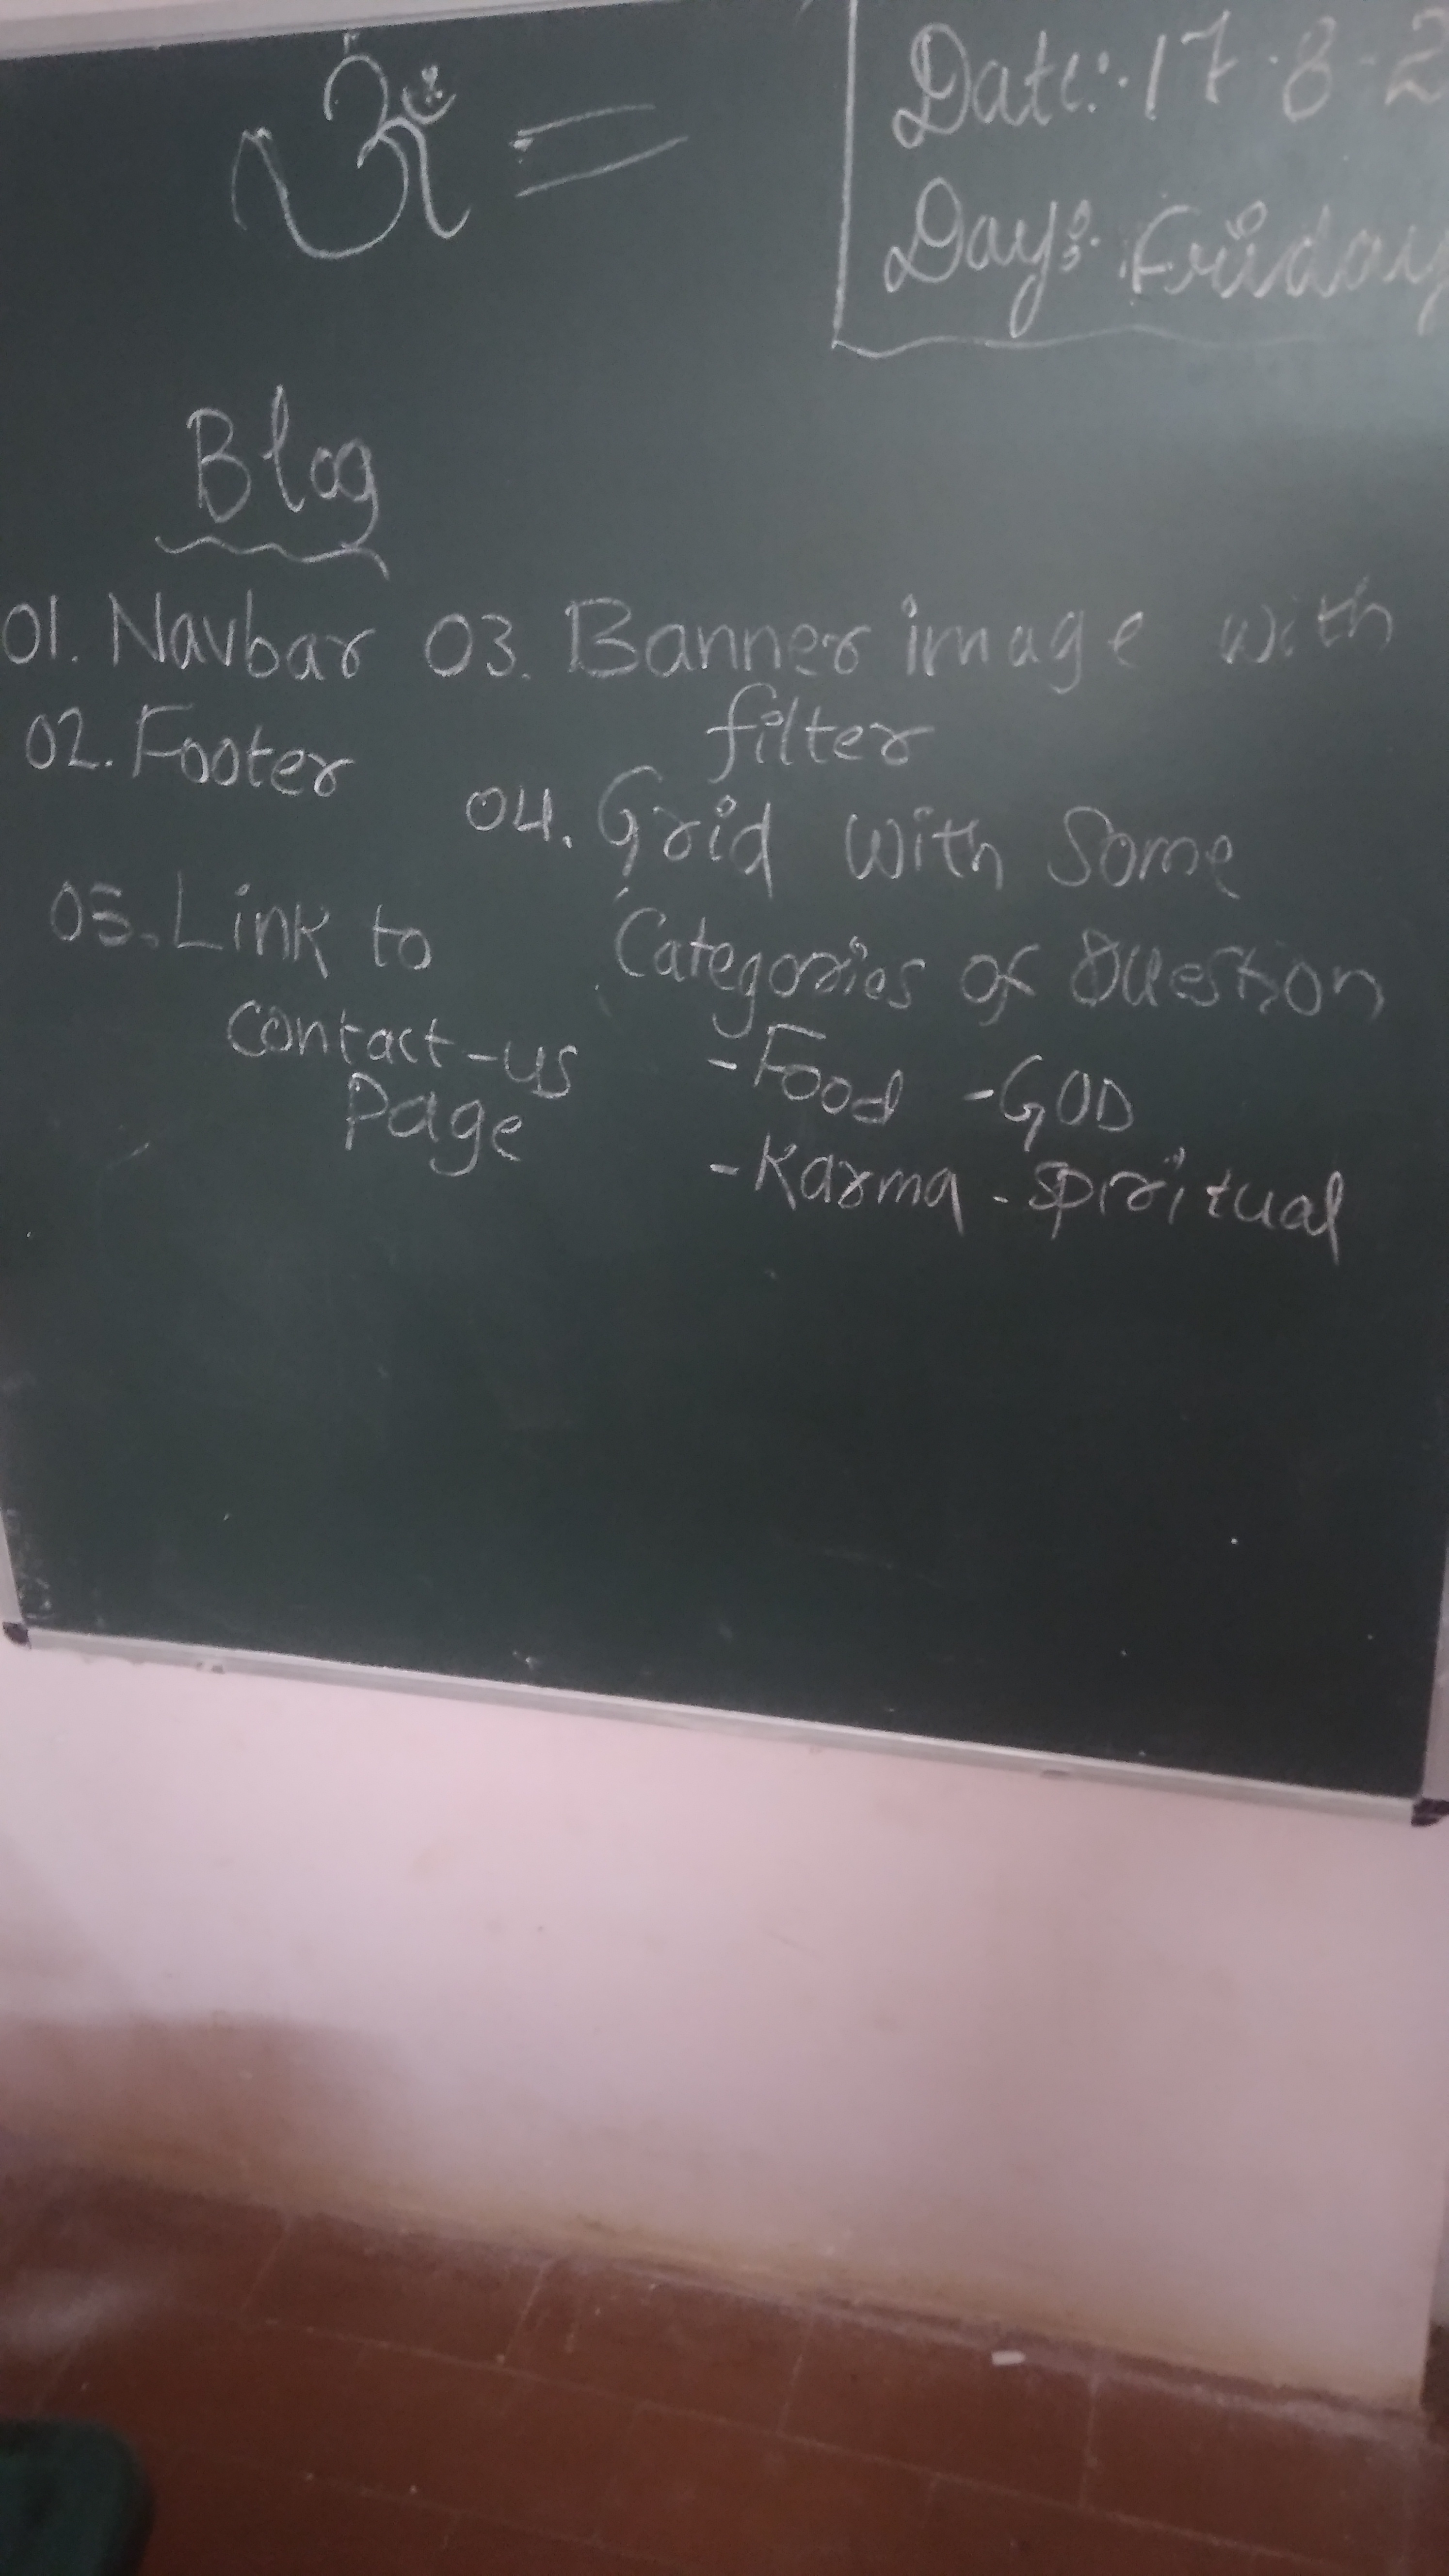 ૐ =
Date: 17.8.2
Day: Friday
Blog
01. Navbar
02. Footer
03. Banner image with
filter
04. Grid with Some
Categories of Question
- Food - GOD
- Karma - Spiritual
05. Link to
contact-us
page